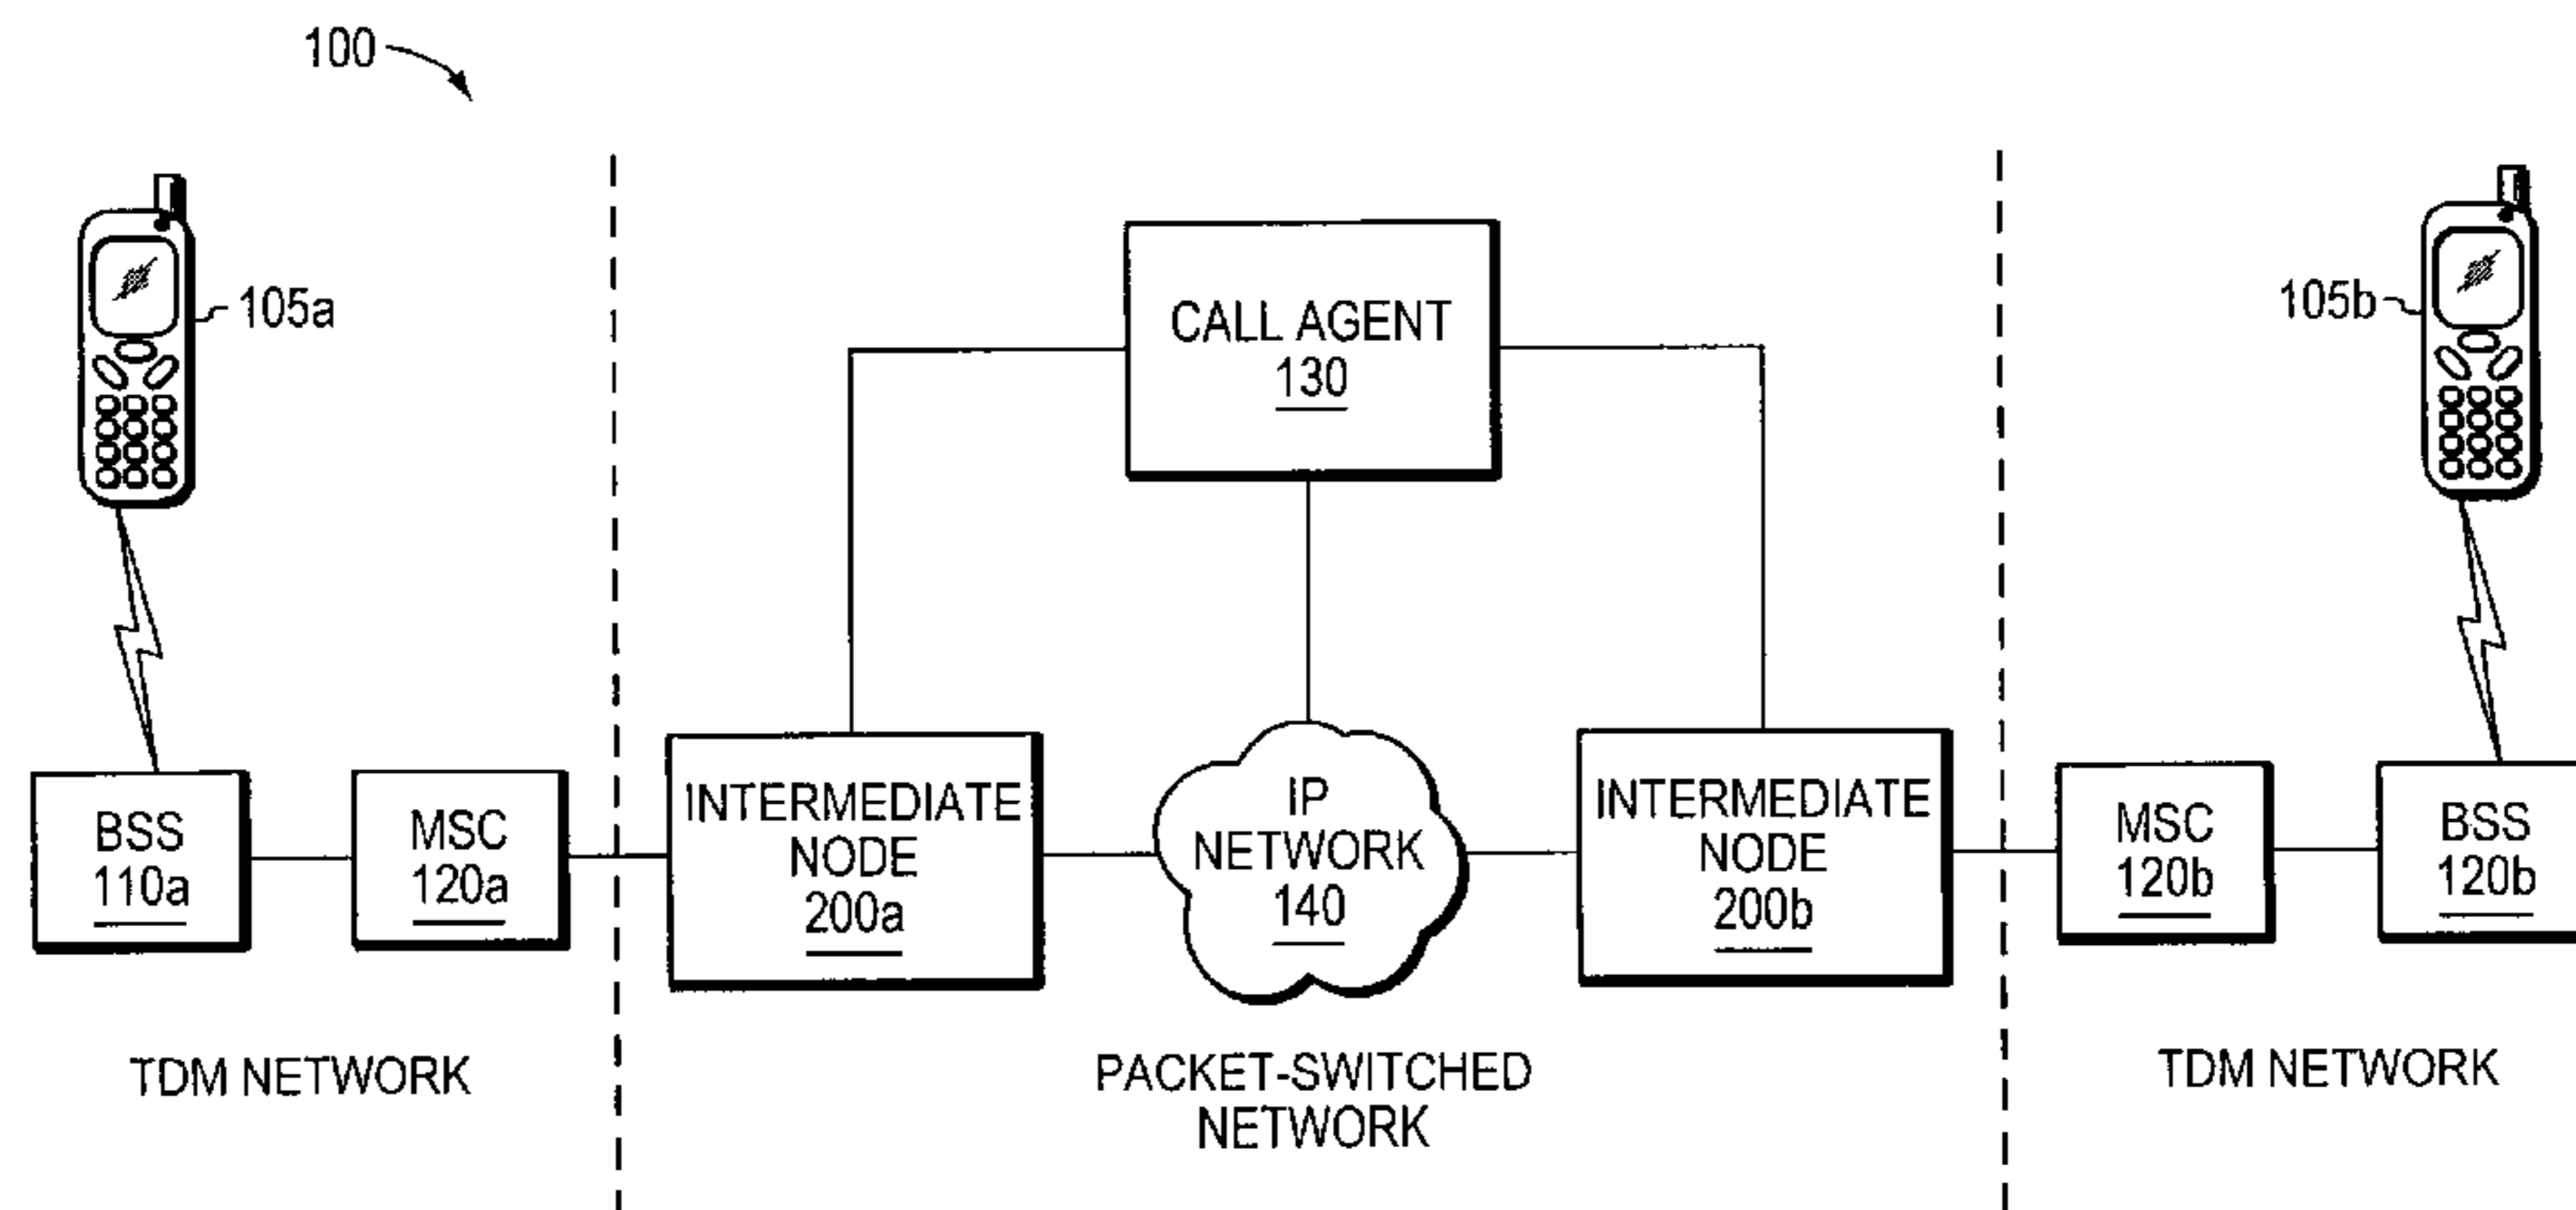 100
105a
105b
CALL AGENT
130
BSS
110a
MSC
120a
INTERMEDIATE
NODE
200a
IP
NETWORK
140
INTERMEDIATE
NODE
200b
MSC
120b
BSS
120b
TDM NETWORK
PACKET-SWITCHED
NETWORK
TDM NETWORK